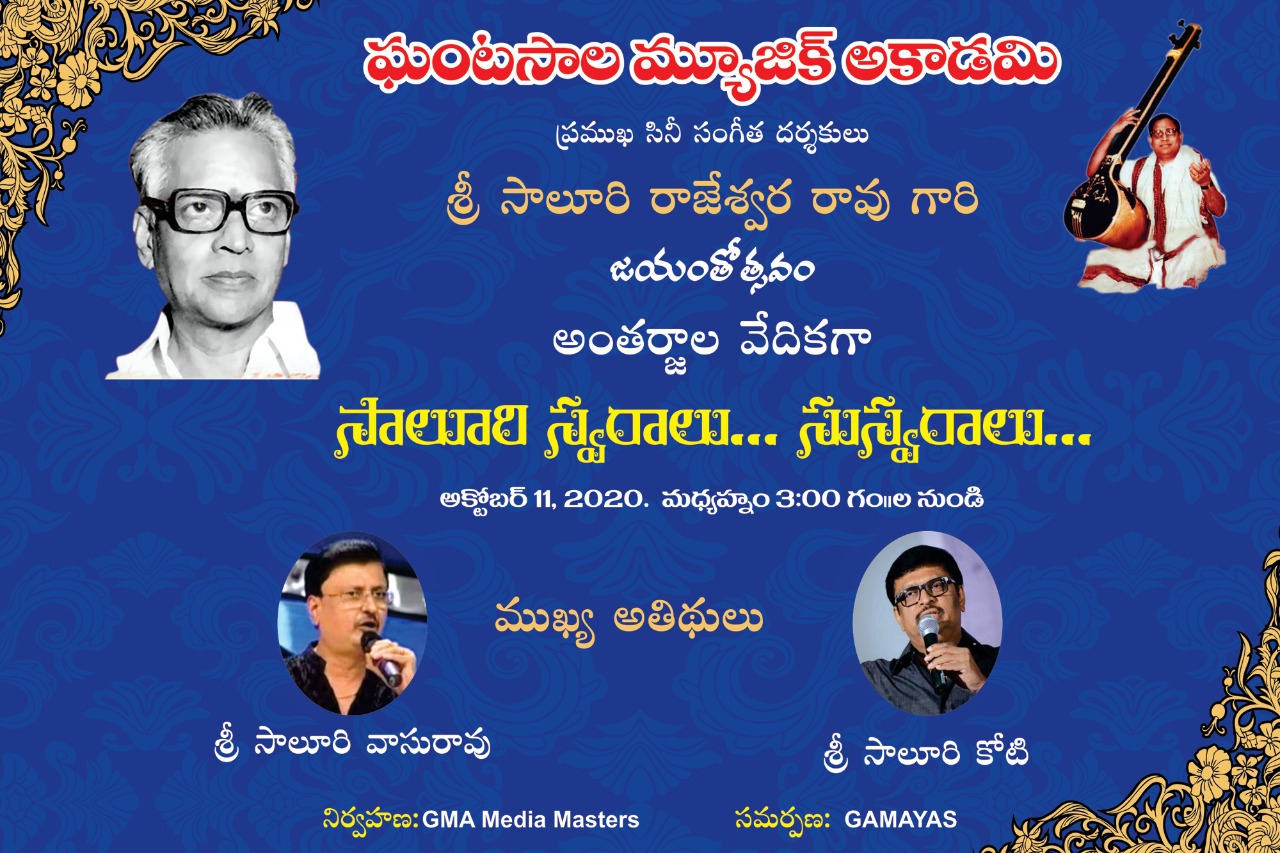 ఘంటసాల మ్యూజిక్ అకాడమి
ప్రముఖ సినీ సంగీత దర్శకులు
శ్రీ సాలూరి రాజేశ్వర రావు గారి
జయంతోత్సవం
అంతర్జాల వేదికగా
సాలూరి స్వరాలు... సుస్వరాలు...
అక్టోబర్ 11, 2020. మధ్యహ్నం 3:00 గం॥ల నుండి
ముఖ్య అతిథులు
శ్రీ సాలూరి వాసురావు
శ్రీ సాలూరి కోటి
నిర్వహణ: GMA Media Masters
సమర్పణ: GAMAYAS